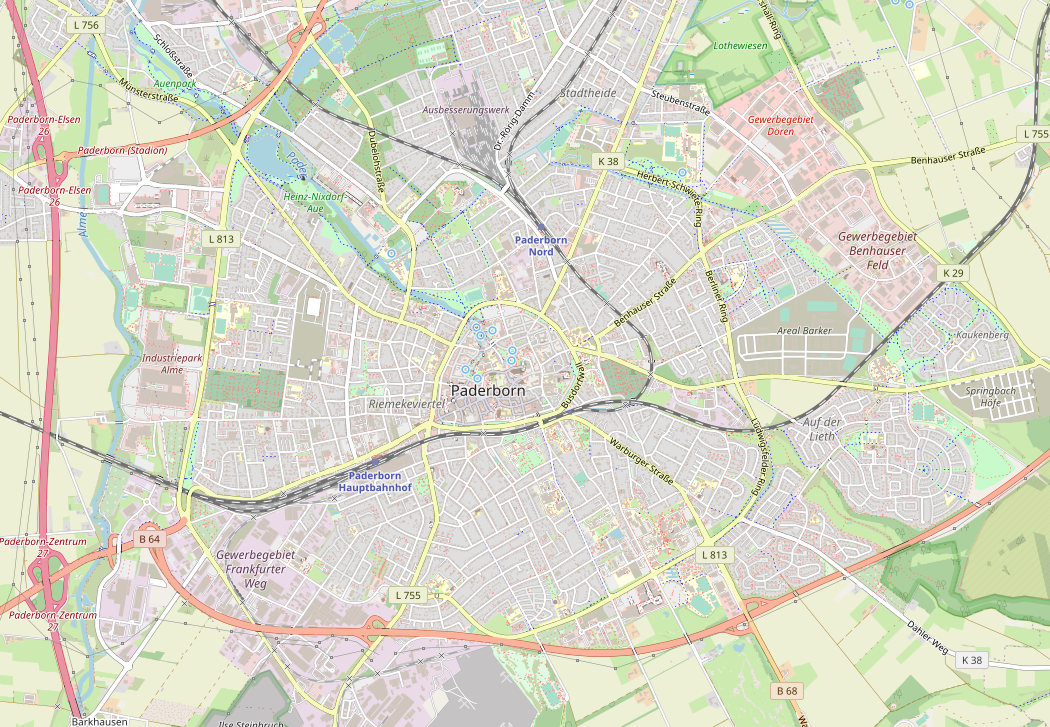 L 756
Schloßstraße
Auenpark
Münsterstraße
Paderborn-Elsen
26
Paderborn (Stadion)
Paderborn-Elsen
26
Alme
L 813
Pader
Heinz-Nixdorf-
Aue
Dubelohstraße
Ausbesserungswerk
Dr.-Rörig-Damm
Stadtheide
Steubenstraße
Lothewiesen
shall-Ring
Gewerbegebiet
Dören
L 755
Benhauser Straße
K 38
Herbert-Schwiete-Ring
Paderborn
Nord
Gewerbegebiet
Benhauser
Feld
K 29
Berliner Ring
Benhauser Straße
Areal Barker
Kaukenberg
Industriepark
Alme
Riemekeviertel
Paderborn
Busdorfwall
Springbach
Höfe
Auf der
Lieth
Ludwigsfelder Ring
Warburger Straße
Paderborn
Hauptbahnhof
B 64
Paderborn-Zentrum
27
Gewerbegebiet
Frankfurter
Weg
L 813
L 755
Paderborn-Zentrum
27
Dahler Weg
K 38
B 68
Barkhausen
Ilse Steinbruch
Wa